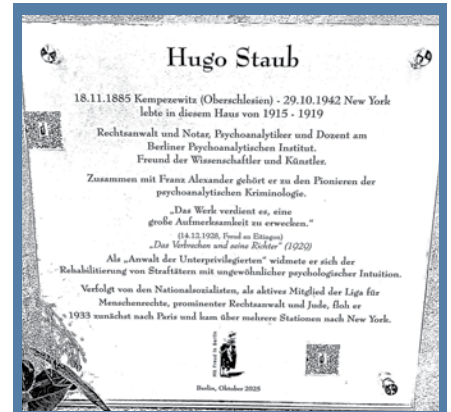 Hugo Staub
18.11.1885 Kempezewitz (Oberschlesien) - 29.10.1942 New York
lebte in diesem Haus von 1915 - 1919
Rechtsanwalt und Notar, Psychoanalytiker und Dozent am
Berliner Psychoanalytischen Institut.
Freund der Wissenschaftler und Künstler.
Zusammen mit Franz Alexander gehört er zu den Pionieren der
psychoanalytischen Kriminologie.
„Das Werk verdient es, eine
große Aufmerksamkeit zu erwecken.“
(14.12.1928, Freud an Eitingon)
„Das Verbrechen und seine Richter“ (1929)
Als „Anwalt der Unterprivilegierten“ widmete er sich der
Rehabilitierung von Straftätern mit ungewöhnlicher psychologischer Intuition.
Verfolgt von den Nationalsozialisten, als aktives Mitglied der Liga für
Menschenrechte, prominenter Rechtsanwalt und Jude, floh er
1933 zunächst nach Paris und kam über mehrere Stationen nach New York.
Mit Freud in Berlin
Berlin, Oktober 2025